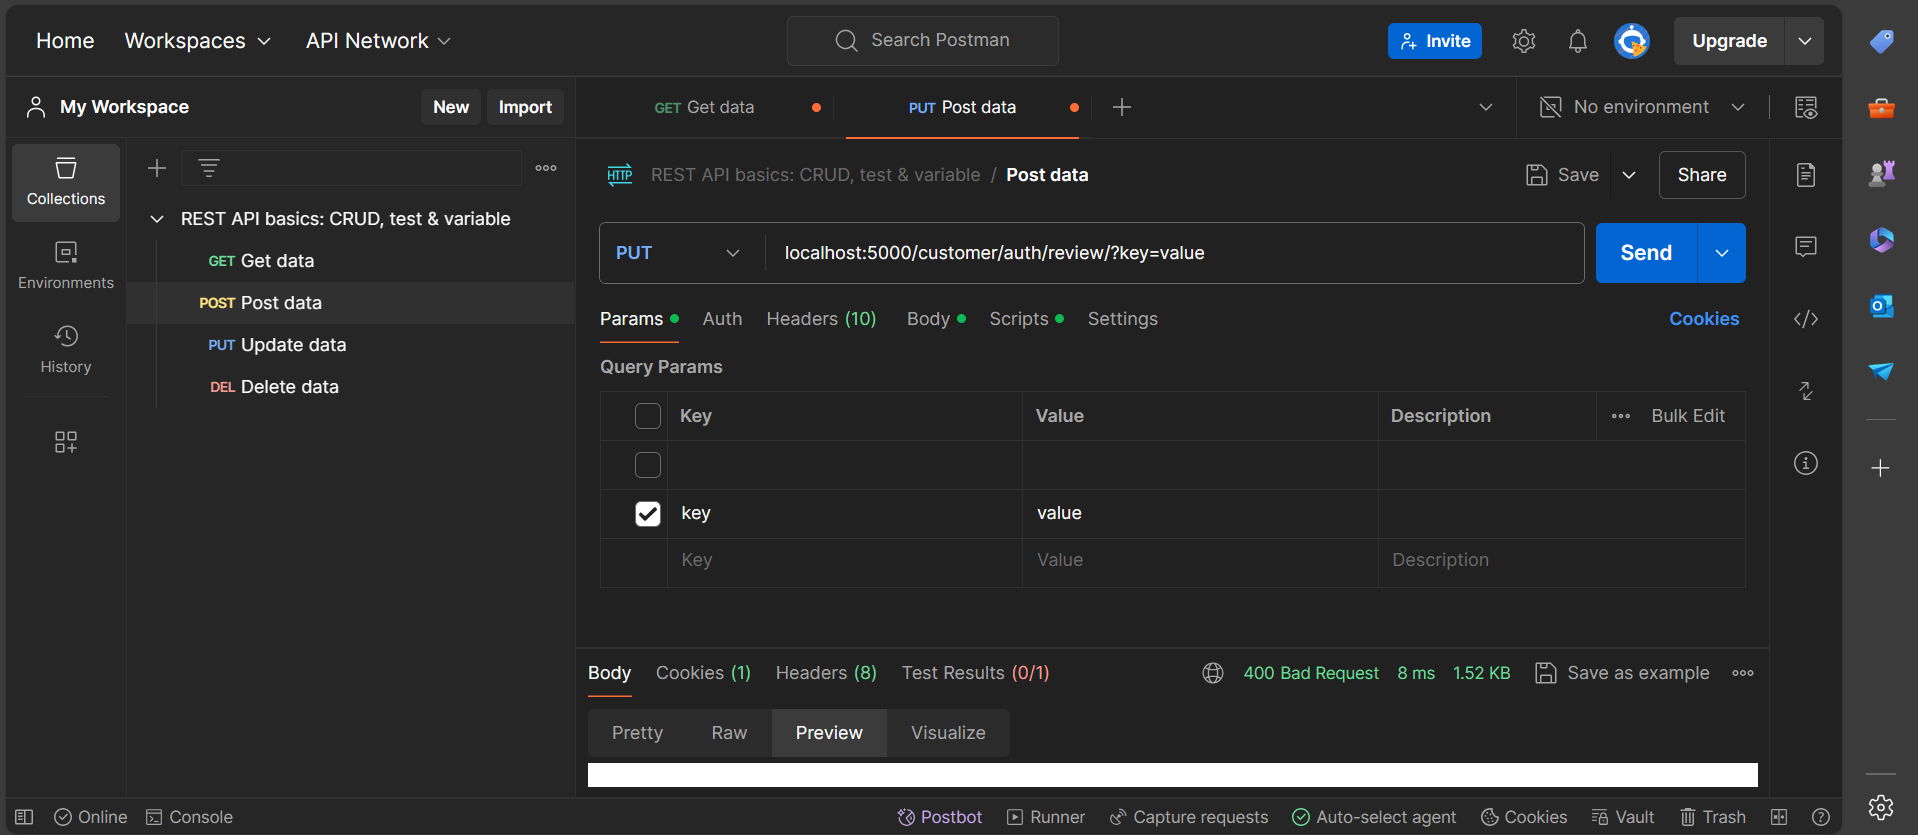 Home Workspaces API Network Search Postman Invite Upgrade
My Workspace New Import GET Get data PUT Post data No environment
Collections
Environments
History
REST API basics: CRUD, test & variable
GET Get data
POST Post data
PUT Update data
DEL Delete data
HTTP REST API basics: CRUD, test & variable / Post data Save Share
PUT localhost:5000/customer/auth/review/?key=value Send
Params Auth Headers (10) Body Scripts Settings Cookies
Query Params
Key Value Description Bulk Edit
key value
Key Value Description
Body Cookies (1) Headers (8) Test Results (0/1) 400 Bad Request 8 ms 1.52 KB Save as example
Pretty Raw Preview Visualize
Online Console Postbot Runner Capture requests Auto-select agent Cookies Vault Trash